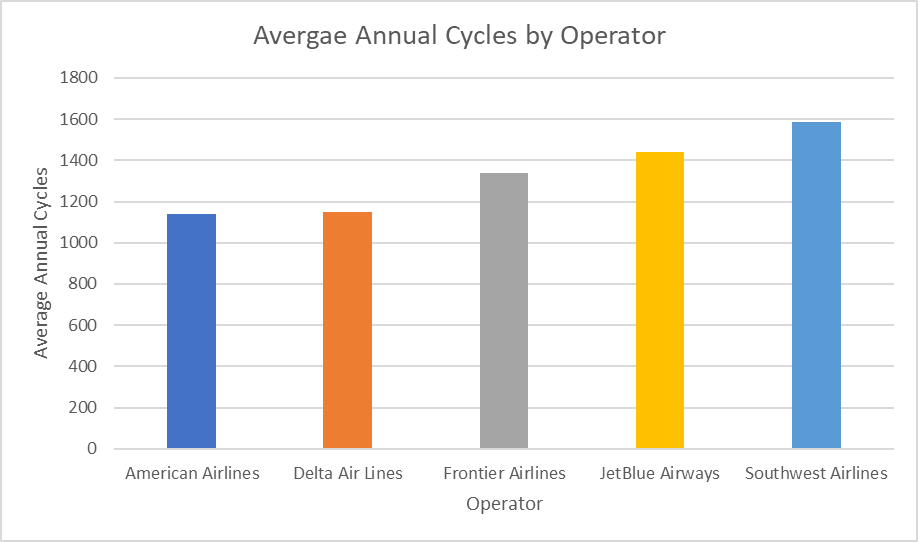 Avergae Annual Cycles by Operator
1800
1600
1400
1200
1000
800
600
400
200
0
Average Annual Cycles
American Airlines
Delta Air Lines
Frontier Airlines
JetBlue Airways
Southwest Airlines
Operator